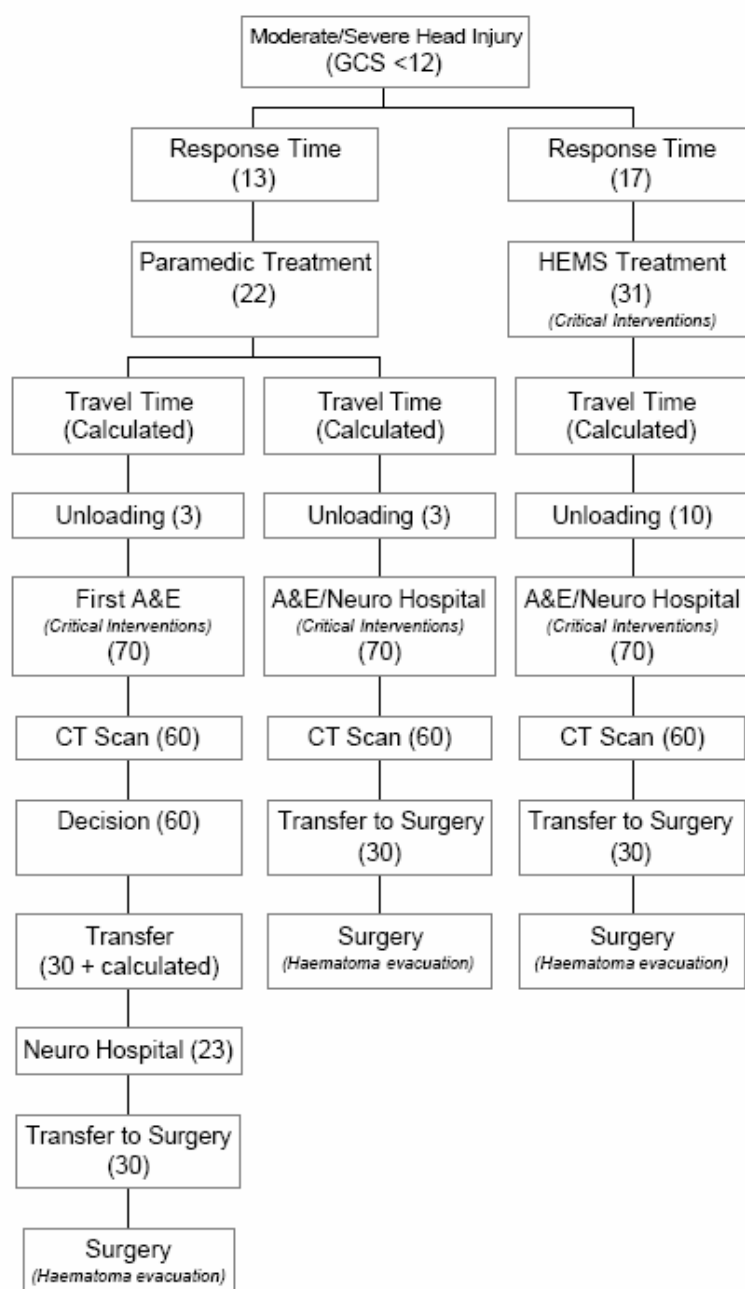 Moderate/Severe Head Injury
(GCS <12)
Response Time
(13)
Response Time
(17)
Paramedic Treatment
(22)
HEMS Treatment
(31)
(Critical Interventions)
Travel Time
(Calculated)
Travel Time
(Calculated)
Travel Time
(Calculated)
Unloading (3)
Unloading (3)
Unloading (10)
First A&E
(Critical Interventions)
(70)
A&E/Neuro Hospital
(Critical Interventions)
(70)
A&E/Neuro Hospital
(Critical Interventions)
(70)
CT Scan (60)
CT Scan (60)
CT Scan (60)
Decision (60)
Transfer to Surgery
(30)
Transfer to Surgery
(30)
Transfer
(30 + calculated)
Surgery
(Haematoma evacuation)
Surgery
(Haematoma evacuation)
Neuro Hospital (23)
Transfer to Surgery
(30)
Surgery
(Haematoma evacuation)